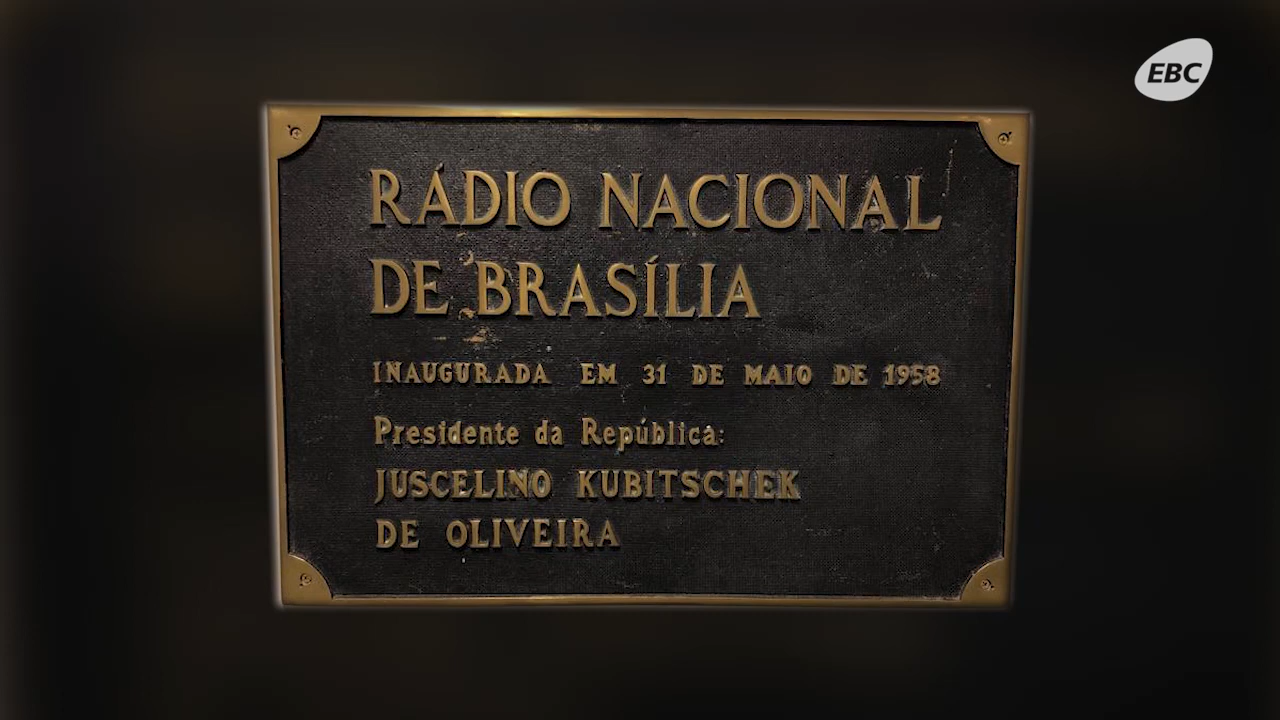 EBC
RÁDIO NACIONAL
DE BRASÍLIA
INAUGURADA EM 31 DE MAIO DE 1958
Presidente da República:
JUSCELINO KUBITSCHEK
DE OLIVEIRA